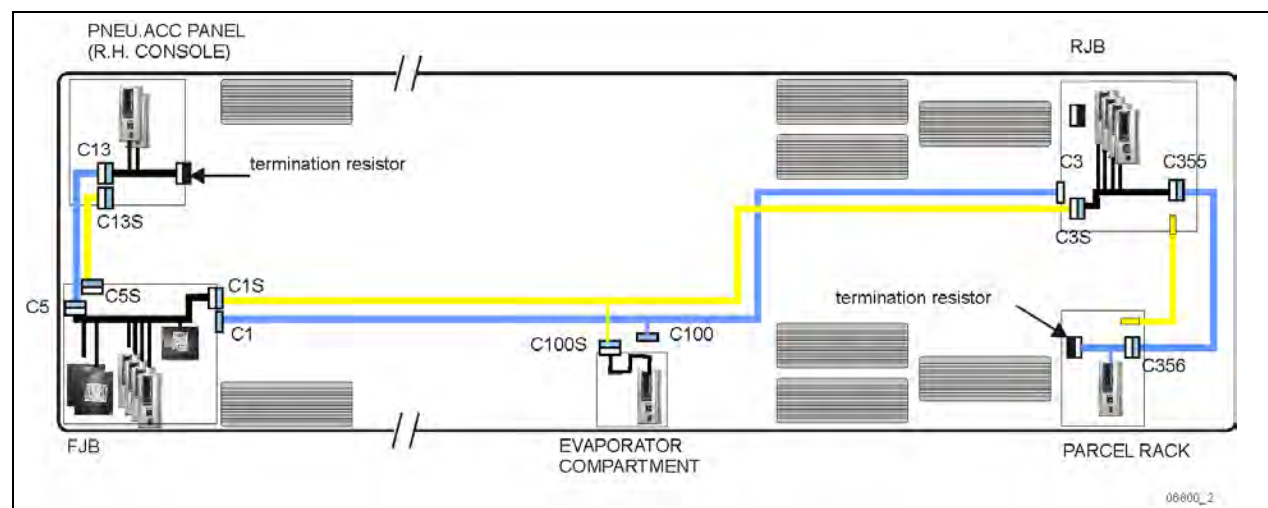 PNEU.ACC PANEL
(R.H. CONSOLE)
RJB
C13
termination resistor
C3
C355
C13S
C3S
C5
C5S
C1S
C1
termination resistor
C100S
C100
C356
FJB
EVAPORATOR
COMPARTMENT
PARCEL RACK
06800_2